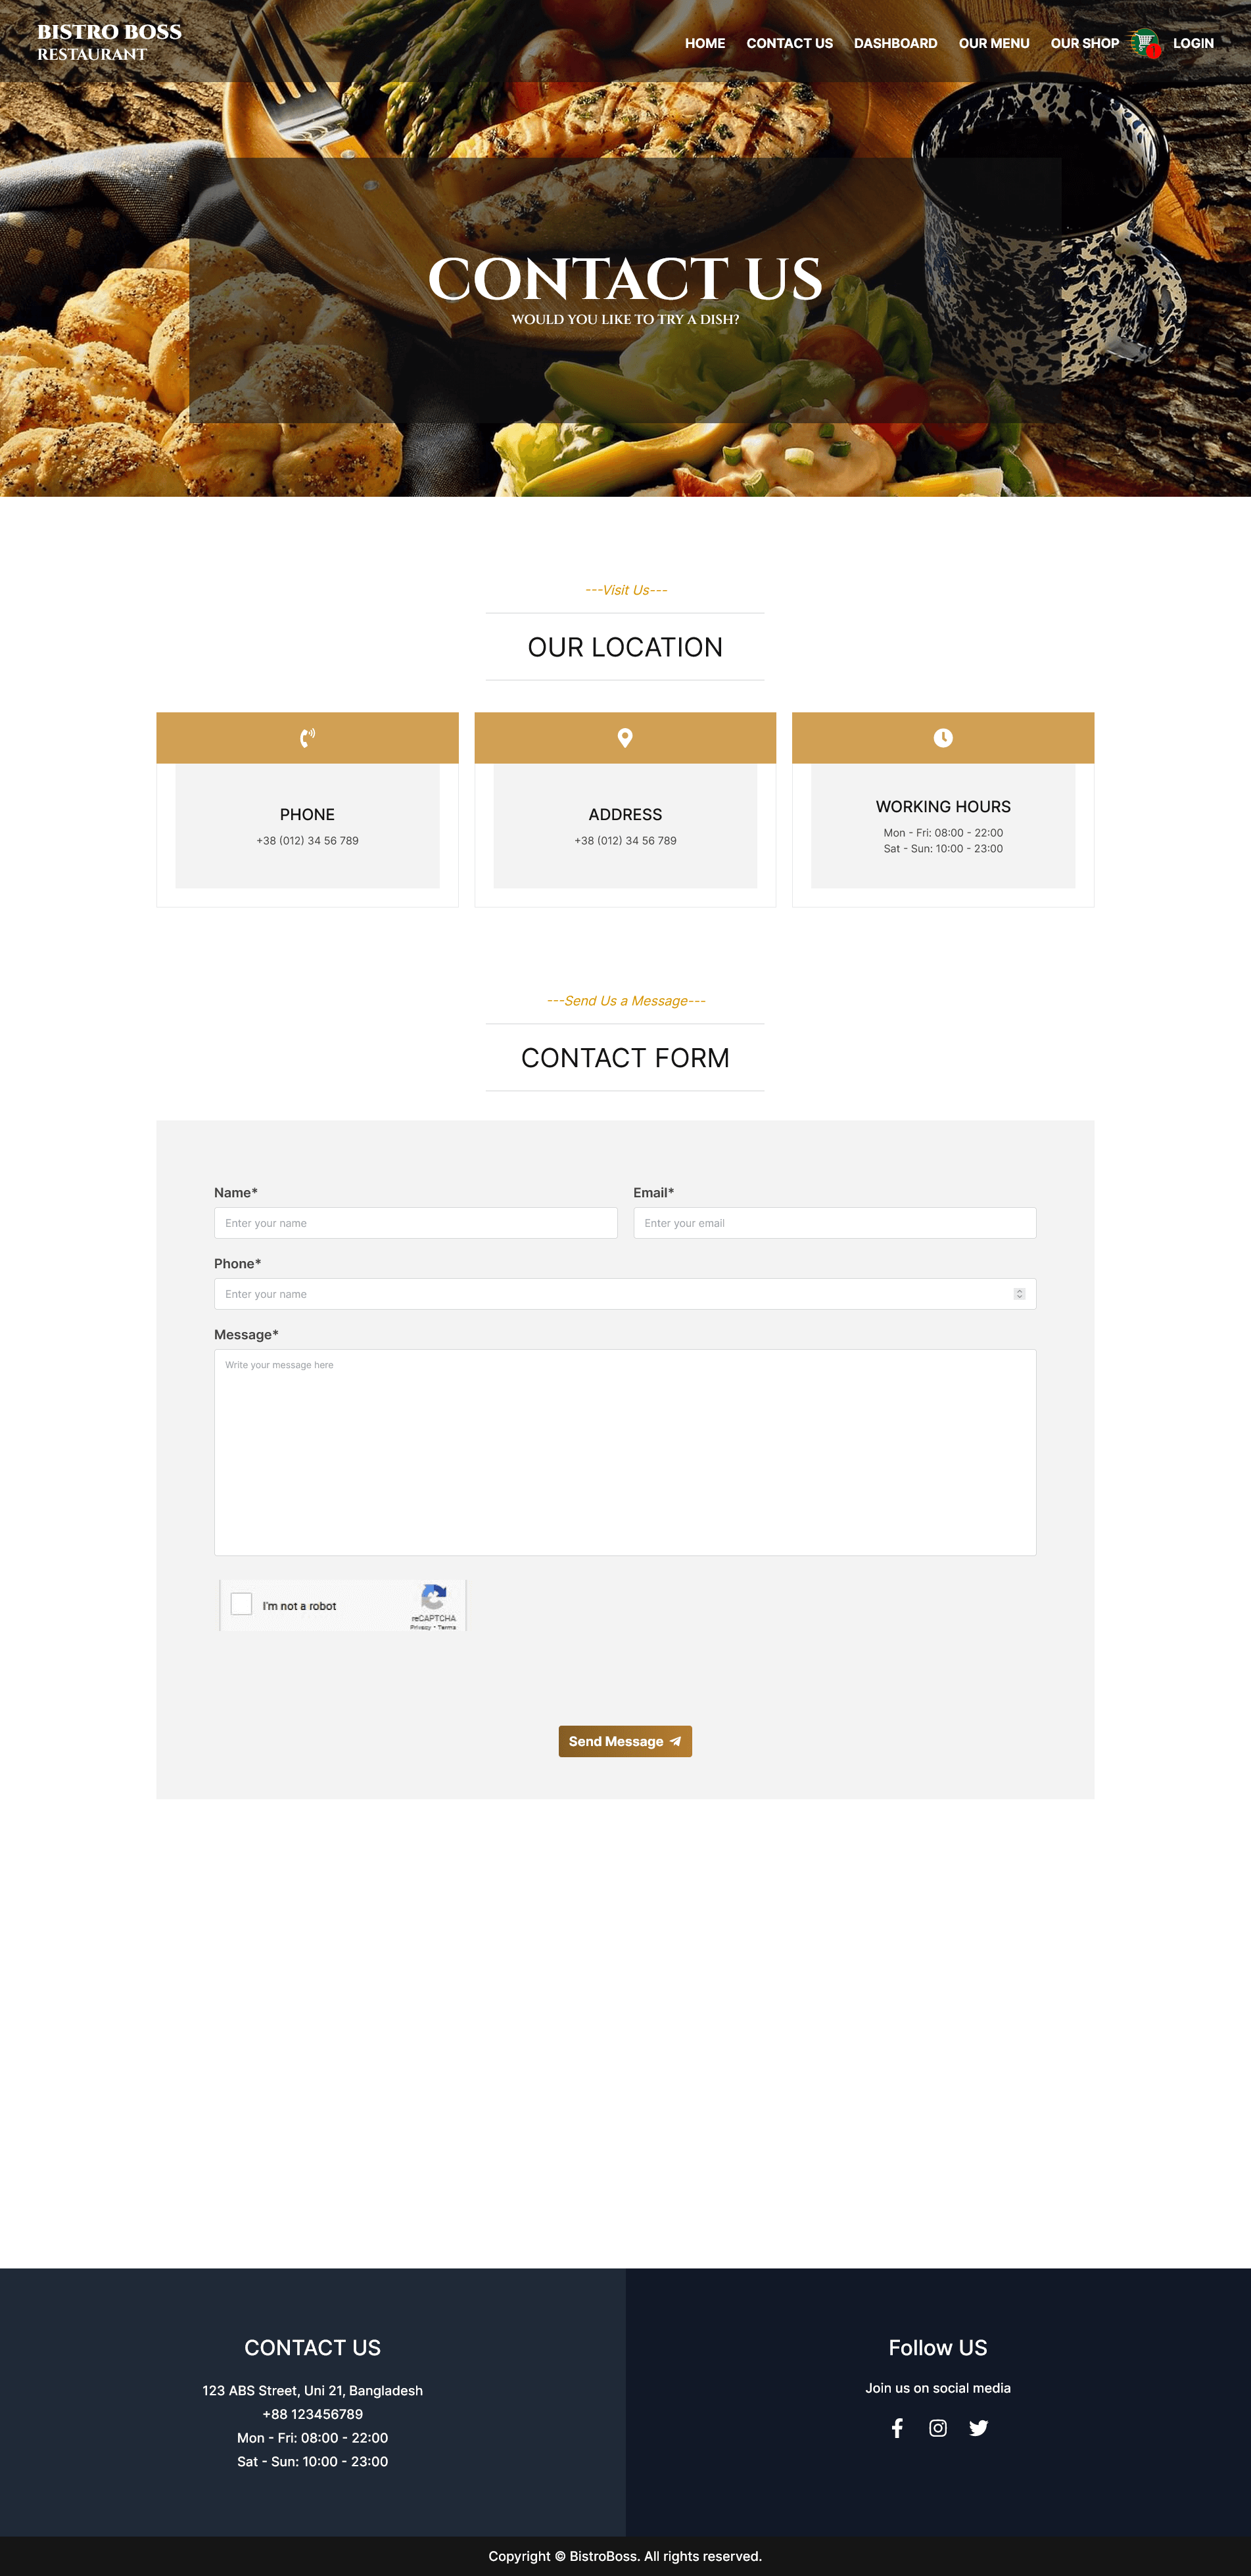 BISTRO BOSS
RESTAURANT
HOME CONTACT US DASHBOARD OUR MENU OUR SHOP LOGIN
CONTACT US
WOULD YOU LIKE TO TRY A DISH?
---Visit Us---
OUR LOCATION
PHONE
+38 (012) 34 56 789
ADDRESS
+38 (012) 34 56 789
WORKING HOURS
Mon - Fri: 08:00 - 22:00
Sat - Sun: 10:00 - 23:00
---Send Us a Message---
CONTACT FORM
Name*
Enter your name
Email*
Enter your email
Phone*
Enter your name
Message*
Write your message here
I'm not a robot
reCAPTCHA
Privacy - Terms
Send Message
CONTACT US
123 ABS Street, Uni 21, Bangladesh
+88 123456789
Mon - Fri: 08:00 - 22:00
Sat - Sun: 10:00 - 23:00
Follow US
Join us on social media
Copyright © BistroBoss. All rights reserved.